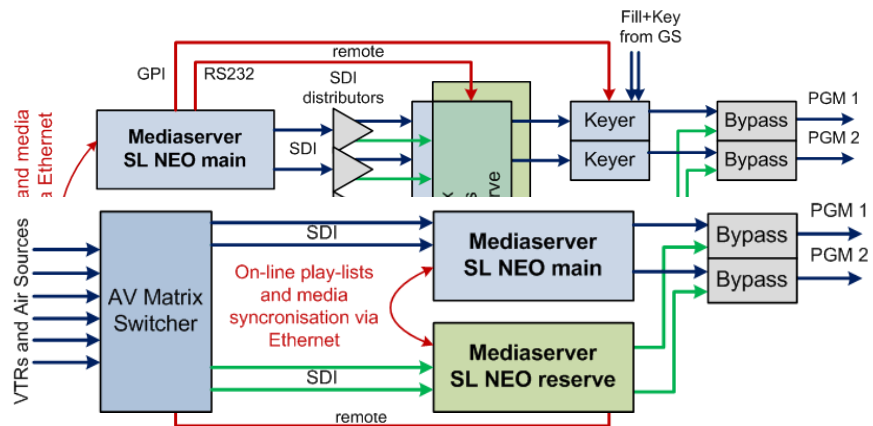 Fill+Key
from GS
remote
GPI
RS232
SDI
distributors
PGM 1
Mediaserver
SL NEO main
SDI
Keyer
Bypass
PGM 2
Keyer
Bypass
and media
Ethernet
PGM 1
SDI
Mediaserver
SL NEO main
Bypass
PGM 2
VTRs and Air Sources
AV Matrix
Switcher
On-line play-lists
and media
syncronisation via
Ethernet
Bypass
Mediaserver
SL NEO reserve
SDI
remote